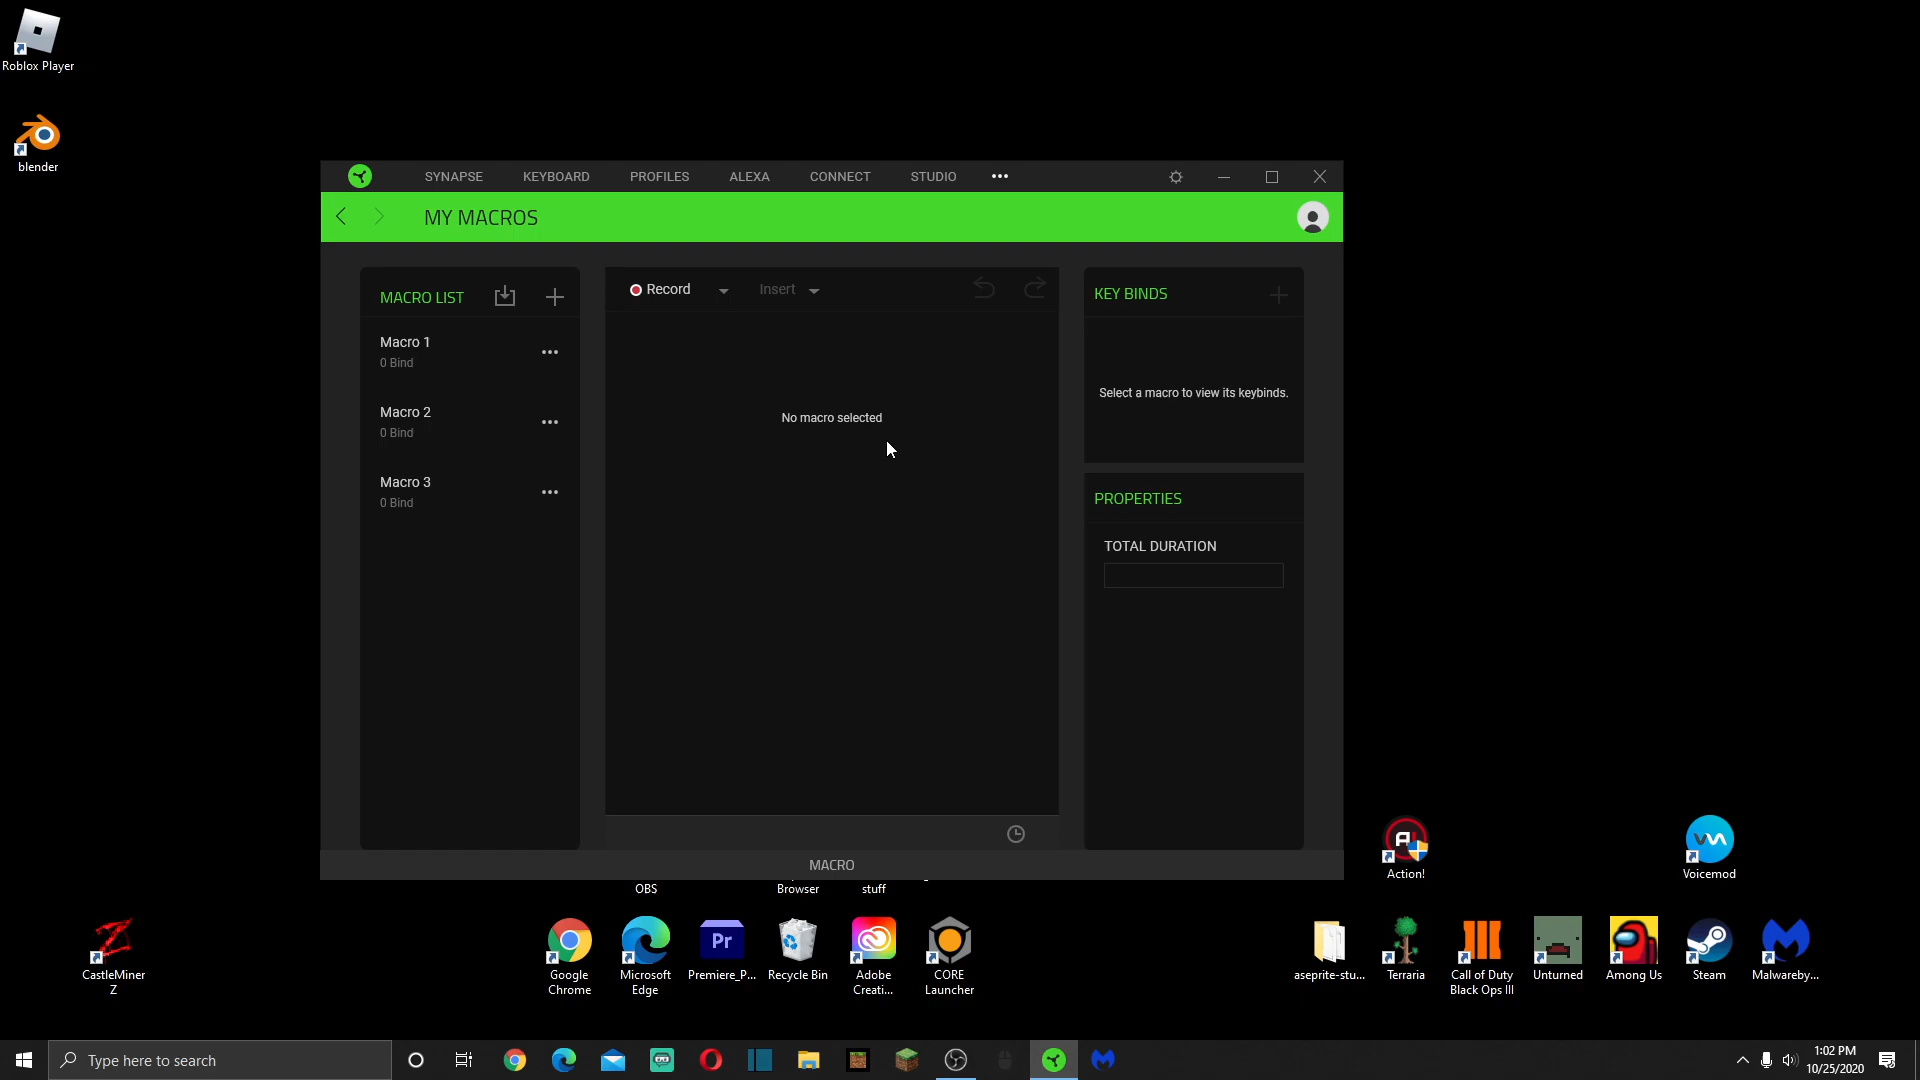 Roblox Player
blender
SYNAPSE KEYBOARD PROFILES ALEXA CONNECT STUDIO
MY MACROS
MACRO LIST
Macro 1
0 Bind
Macro 2
0 Bind
Macro 3
0 Bind
Record Insert
No macro selected
KEY BINDS
Select a macro to view its keybinds.
PROPERTIES
TOTAL DURATION
MACRO
OBS
Browser
stuff
Action!
Voicemod
CastleMiner
Z
Google
Chrome
Microsoft
Edge
Pr
Premiere_P...
Recycle Bin
Adobe
Creati...
CORE
Launcher
aseprite-stu...
Terraria
Call of Duty
Black Ops III
Unturned
Among Us
Steam
Malwareby...
Type here to search
1:02 PM
10/25/2020